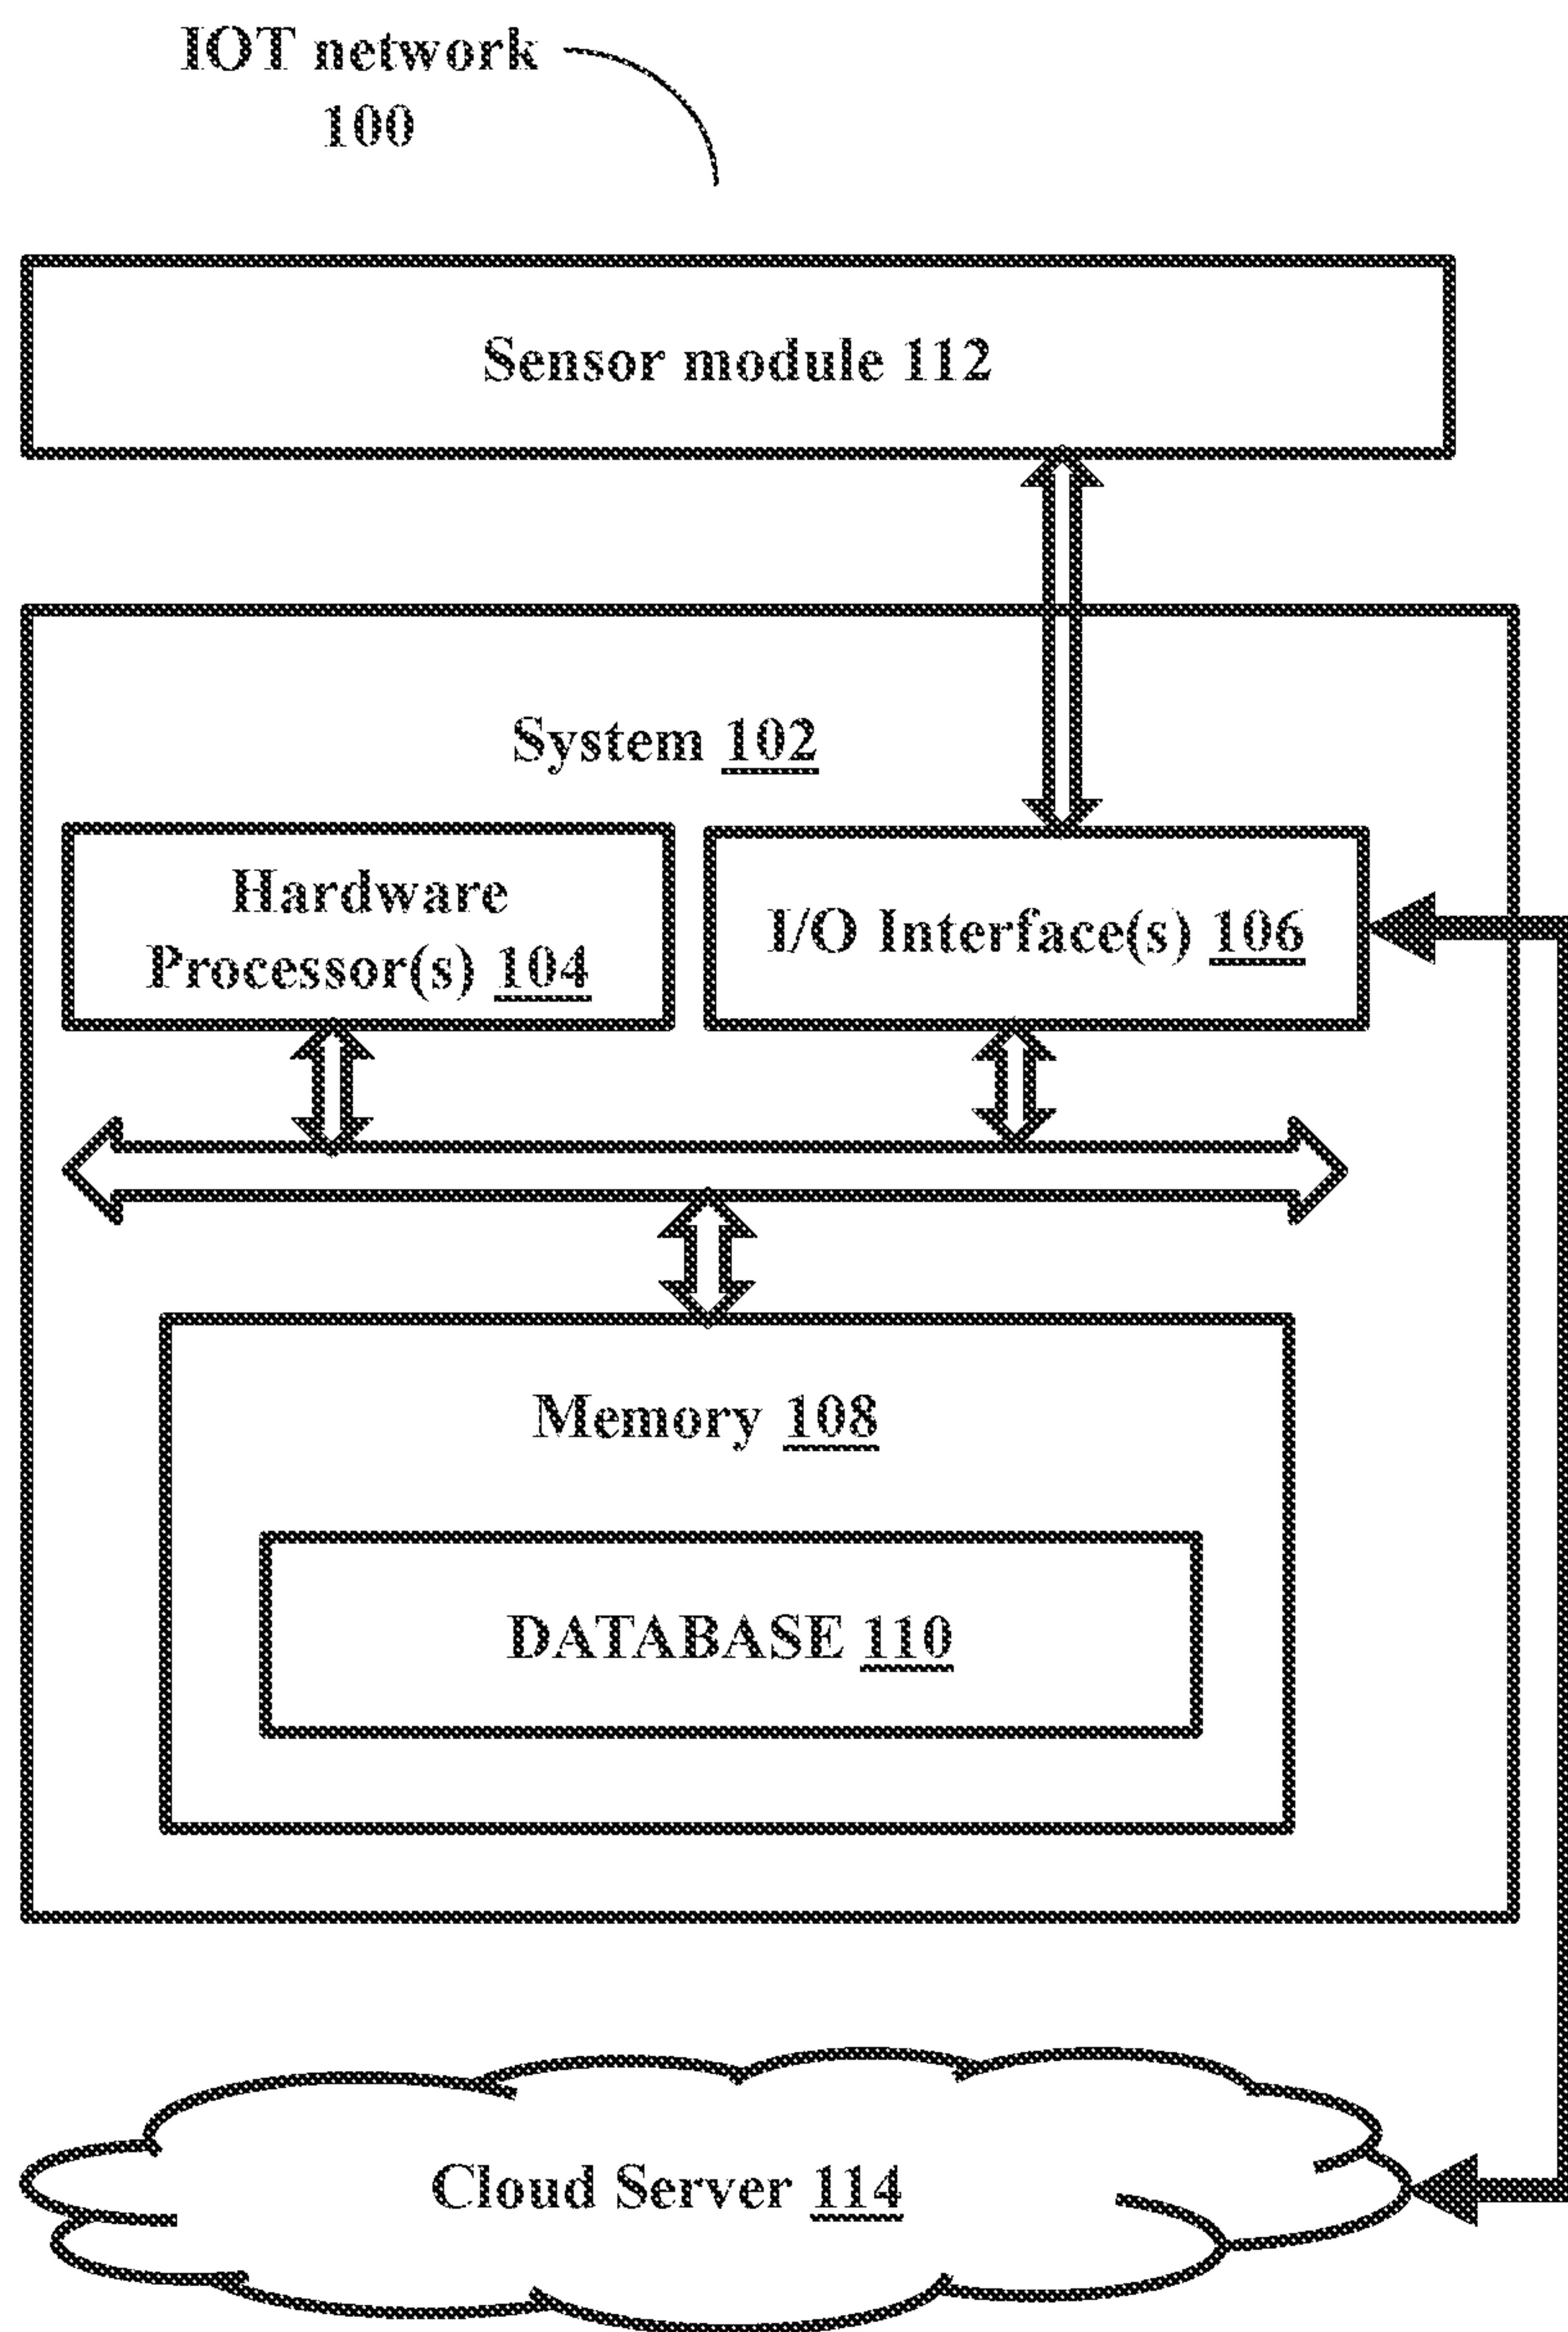 IOT network
100
Sensor module 112
System 102
Hardware
Processor(s) 104
I/O Interface(s) 106
Memory 108
DATABASE 110
Cloud Server 114